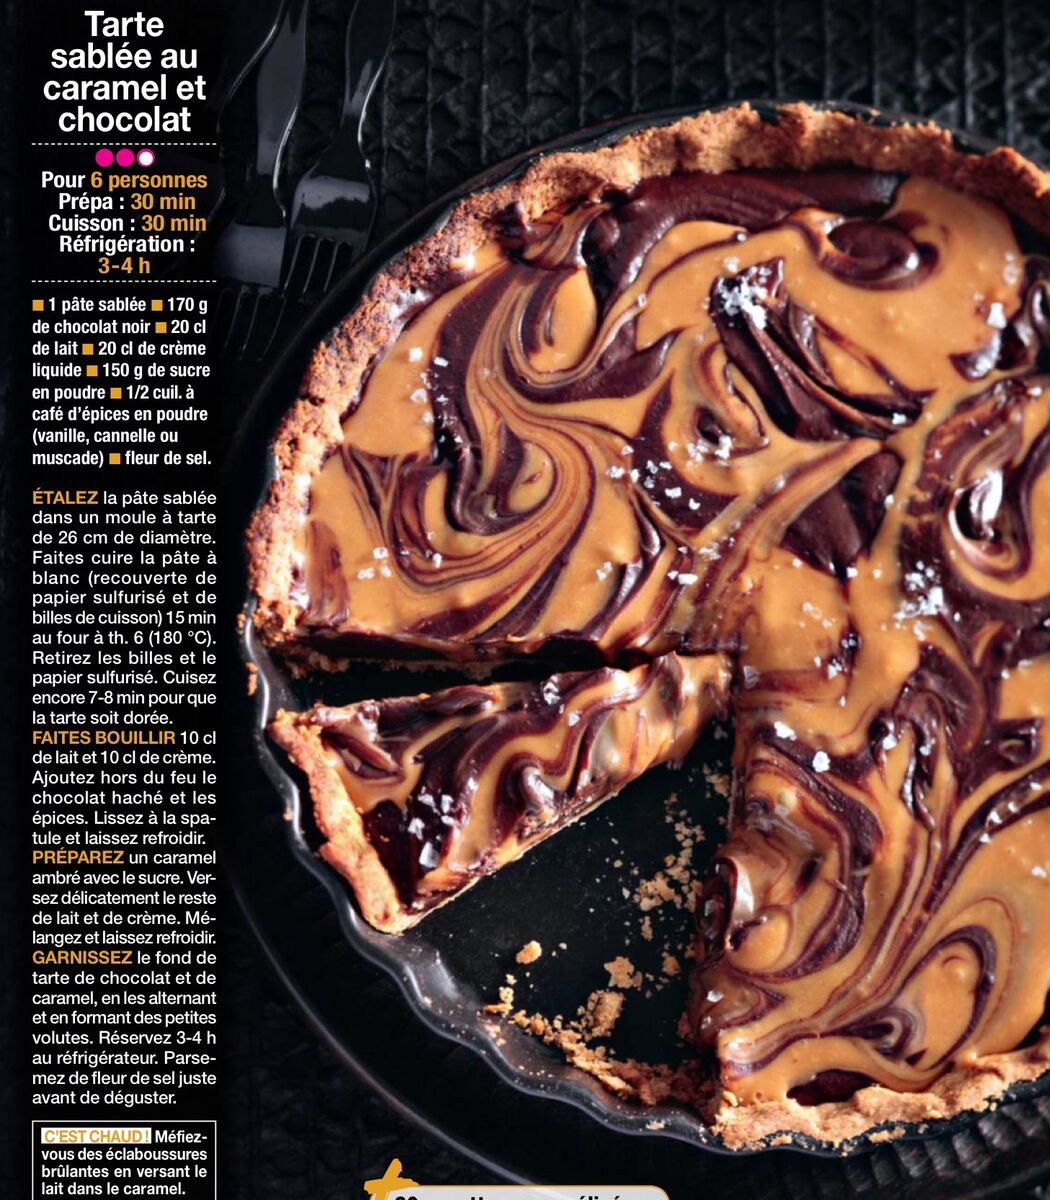 Tarte
sablée au
caramel et
chocolat
Pour 6 personnes
Prépa : 30 min
Cuisson : 30 min
Réfrigération :
3-4 h
■ 1 pâte sablée ■ 170 g
de chocolat noir ■ 20 cl
de lait ■ 20 cl de crème
liquide ■ 150 g de sucre
en poudre ■ 1/2 cuil. à
café d'épices en poudre
(vanille, cannelle ou
muscade) ■ fleur de sel.
ÉTALEZ la pâte sablée
dans un moule à tarte
de 26 cm de diamètre.
Faites cuire la pâte à
blanc (recouverte de
papier sulfurisé et de
billes de cuisson) 15 min
au four à th. 6 (180 °C).
Retirez les billes et le
papier sulfurisé. Cuisez
encore 7-8 min pour que
la tarte soit dorée.
FAITES BOUILLIR 10 cl
de lait et 10 cl de crème.
Ajoutez hors du feu le
chocolat haché et les
épices. Lissez à la spa-
tule et laissez refroidir.
PRÉPAREZ un caramel
ambré avec le sucre. Ver-
sez délicatement le reste
de lait et de crème. Mé-
langez et laissez refroidir.
GARNISSEZ le fond de
tarte de chocolat et de
caramel, en les alternant
et en formant des petites
volutes. Réservez 3-4 h
au réfrigérateur. Parse-
mez de fleur de sel juste
avant de déguster.
C'EST CHAUD ! Méfiez-
vous des éclaboussures
brûlantes en versant le
lait dans le caramel.